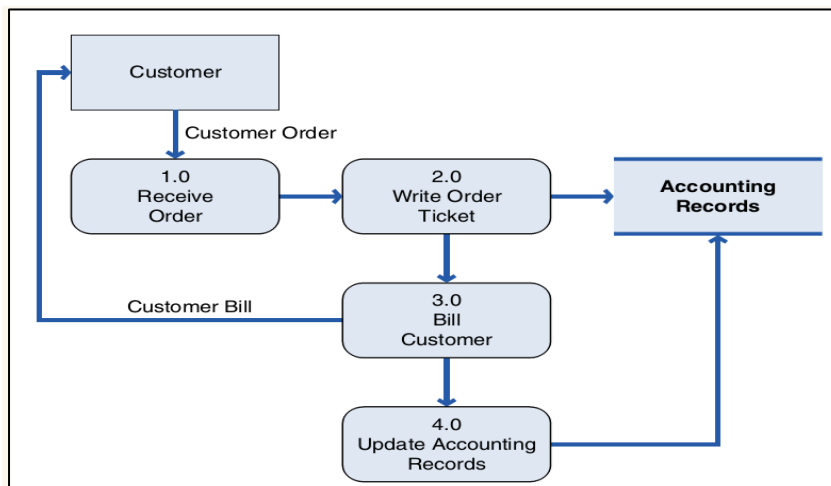 Customer
Customer Order
1.0
Receive
Order
2.0
Write Order
Ticket
Accounting
Records
Customer Bill
3.0
Bill
Customer
4.0
Update Accounting
Records